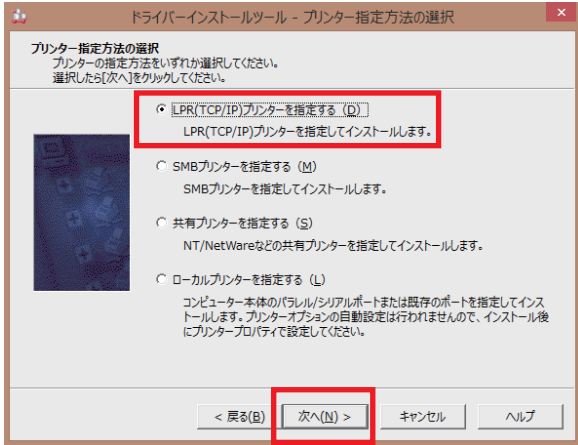 ドライバーインストールツール - プリンター指定方法の選択
プリンター指定方法の選択
プリンターの指定方法をいずれか選択してください。
選択したら[次へ]をクリックしてください。
LPR(TCP/IP)プリンターを指定する (D)
LPR(TCP/IP)プリンターを指定してインストールします。
SMBプリンターを指定する (M)
SMBプリンターを指定してインストールします。
共有プリンターを指定する (S)
NT/NetWareなどの共有プリンターを指定してインストールします。
ローカルプリンターを指定する (L)
コンピューター本体のパラレル/シリアルポートまたは既存のポートを指定してインス
トールします。プリンターオプションの自動設定は行われませんので、インストール後
にプリンタープロパティで設定してください。
< 戻る(B)
次へ(N) >
キャンセル
ヘルプ